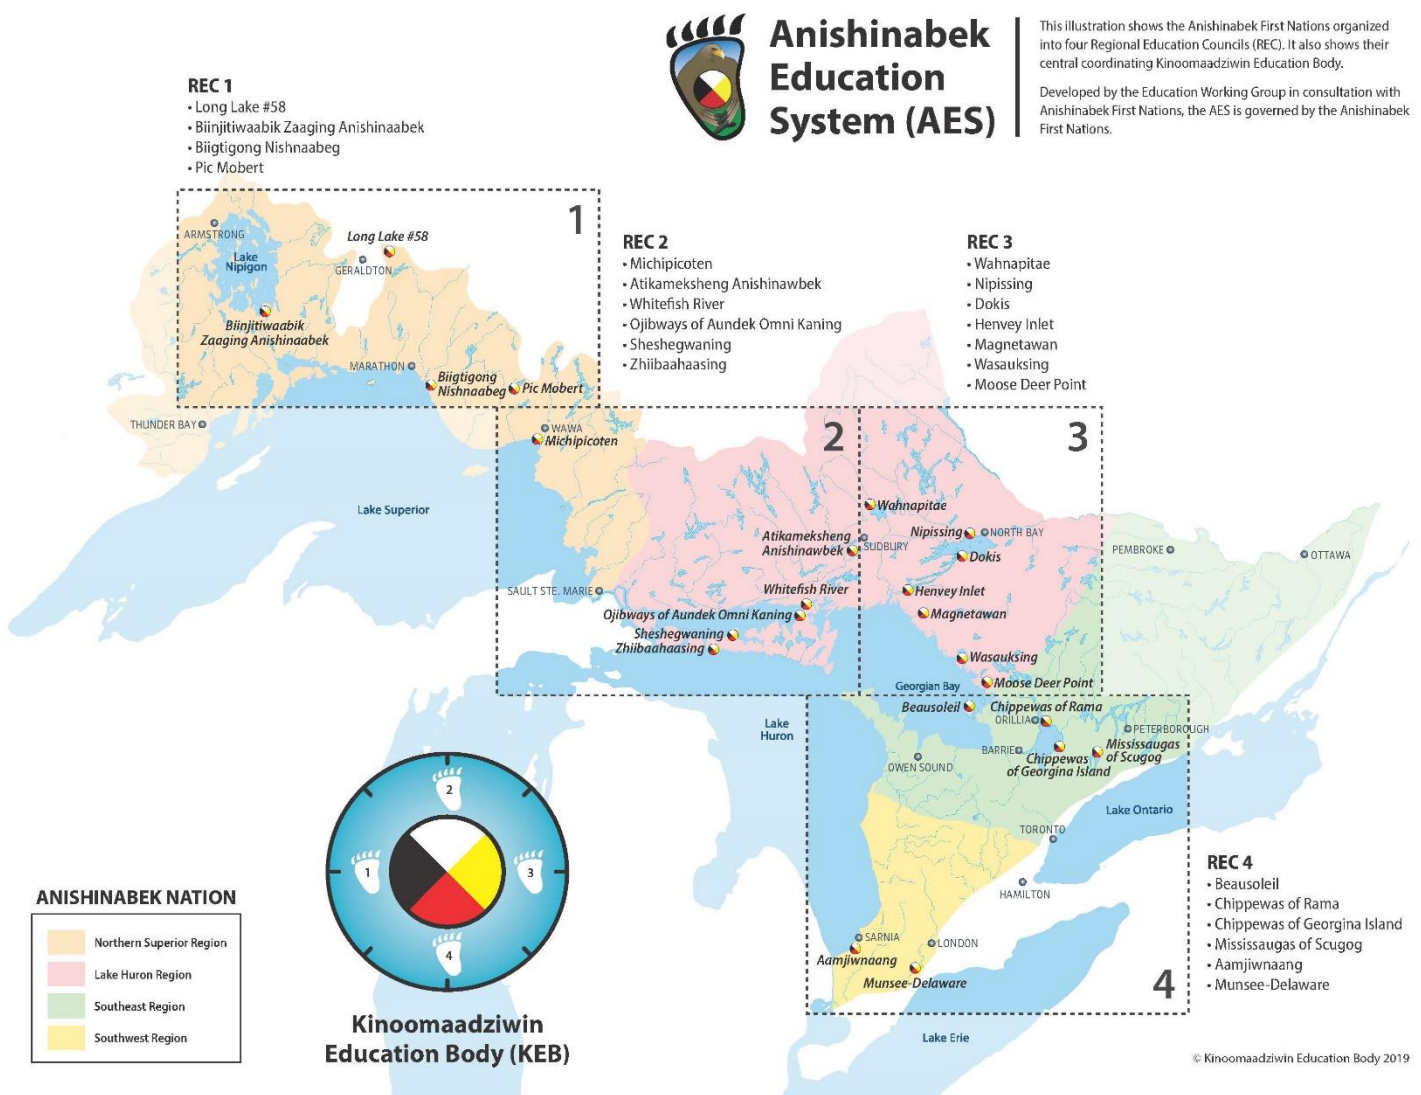 Anishinabek
Education
System (AES)
This illustration shows the Anishinabek First Nations organized
into four Regional Education Councils (REC). It also shows their
central coordinating Kinoomaadziwin Education Body.
Developed by the Education Working Group in consultation with
Anishinabek First Nations, the AES is governed by the Anishinabek
First Nations.
REC 1
• Long Lake #58
• Biinjitiwaabik Zaaging Anishinaabek
• Biigtigong Nishnaabeg
• Pic Mobert
1
ARMSTRONG
Lake
Nipigon
Long Lake #58
GERALDTON
Biinjitiwaabik
Zaaging Anishinaabek
MARATHON
Biigtigong
Nishnaabeg
Pic Mobert
THUNDER BAY
REC 2
• Michipicoten
• Atikameksheng Anishinawbek
• Whitefish River
• Ojibways of Aundek Omni Kaning
• Sheshegwaning
• Zhiibaahaasing
REC 3
• Wahnapitae
• Nipissing
• Dokis
• Henvey Inlet
• Magnetawan
• Wasauksing
• Moose Deer Point
2
3
WAWA
Michipicoten
Lake Superior
Wahnapitae
Atikameksheng
Anishinawbek
SUDBURY
Nipissing
NORTH BAY
Dokis
PEMBROKE
OTTAWA
SAULT STE. MARIE
Whitefish River
Henvey Inlet
Ojibways of Aundek Omni Kaning
Magnetawan
Sheshegwaning
Zhiibaahaasing
Wasauksing
Georgian Bay
Moose Deer Point
Beausoleil
Chippewas of Rama
ORILLIA
Lake
Huron
PETERBOROUGH
BARRIE
Mississaugas
of Scugog
Chippewas
of Georgina Island
OWEN SOUND
Lake Ontario
TORONTO
HAMILTON
SARNIA
LONDON
Aamjiwnaang
Munsee-Delaware
4
Lake Erie
REC 4
• Beausoleil
• Chippewas of Rama
• Chippewas of Georgina Island
• Mississaugas of Scugog
• Aamjiwnaang
• Munsee-Delaware
2
1
3
4
Kinoomaadziwin
Education Body (KEB)
ANISHINABEK NATION
Northern Superior Region
Lake Huron Region
Southeast Region
Southwest Region
© Kinoomaadziwin Education Body 2019